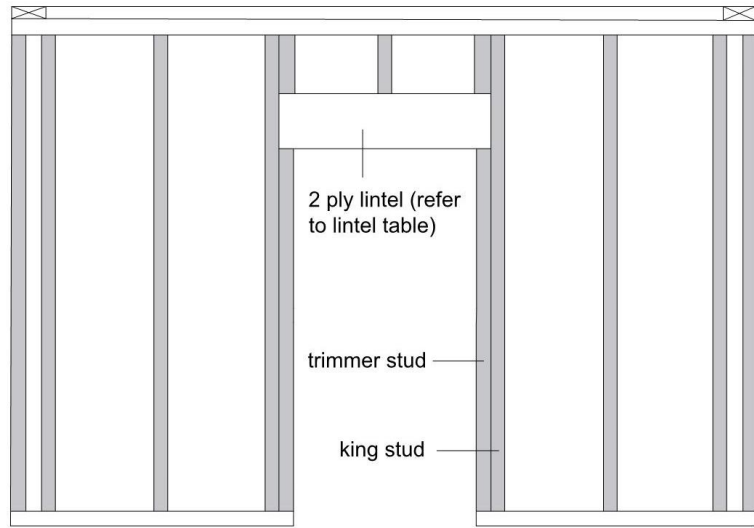 2 ply lintel (refer
to lintel table)
trimmer stud
king stud